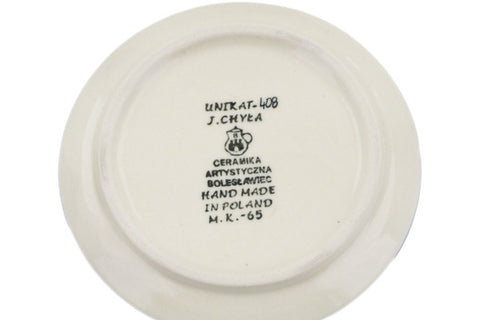 UNIKAT-408
J. CHYŁA
CERAMIKA
ARTYSTYCZNA
BOLESŁAWIEC
HAND MADE
IN POLAND
M.K.-65